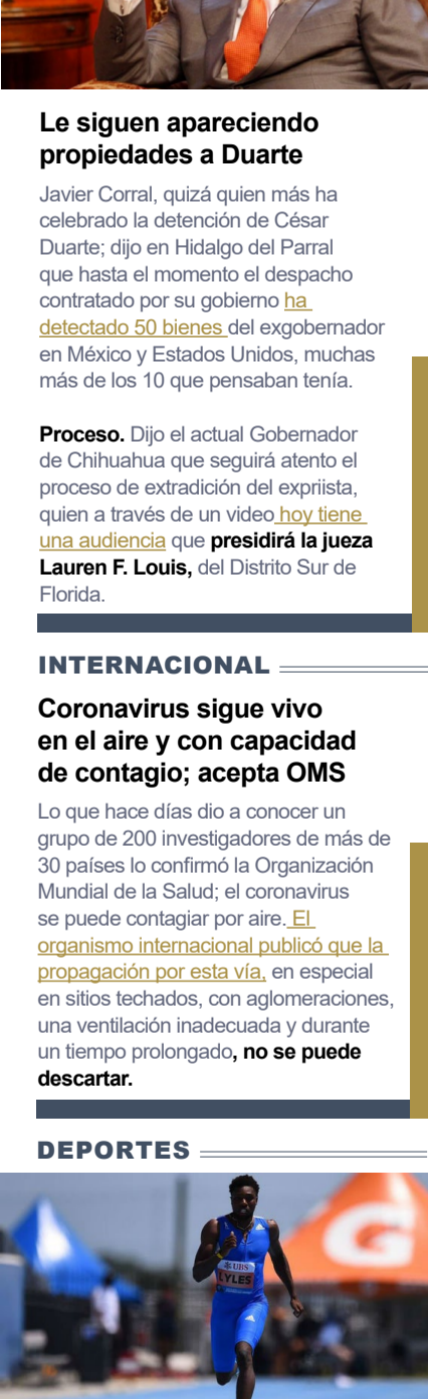 Le siguen apareciendo
propiedades a Duarte
Javier Corral, quizá quien más ha
celebrado la detención de César
Duarte; dijo en Hidalgo del Parral
que hasta el momento el despacho
contratado por su gobierno ha
detectado 50 bienes del exgobernador
en México y Estados Unidos, muchas
más de los 10 que pensaban tenía.
Proceso. Dijo el actual Gobernador
de Chihuahua que seguirá atento el
proceso de extradición del expriista,
quien a través de un video hoy tiene
una audiencia que presidirá la jueza
Lauren F. Louis, del Distrito Sur de
Florida.
INTERNACIONAL
Coronavirus sigue vivo
en el aire y con capacidad
de contagio; acepta OMS
Lo que hace días dio a conocer un
grupo de 200 investigadores de más de
30 países lo confirmó la Organización
Mundial de la Salud; el coronavirus
se puede contagiar por aire. El
organismo internacional publicó que la
propagación por esta vía, en especial
en sitios techados, con aglomeraciones,
una ventilación inadecuada y durante
un tiempo prolongado, no se puede
descartar.
DEPORTES
G
UBS
LYLES